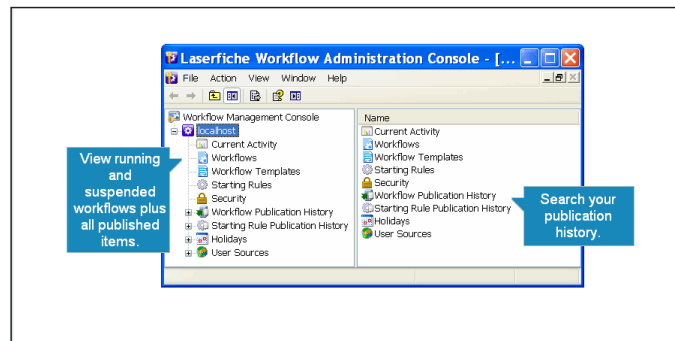 Laserfiche Workflow Administration Console - [...
File Action View Window Help
Workflow Management Console
localhost
Current Activity
Workflows
Workflow Templates
Starting Rules
Security
Workflow Publication History
Starting Rule Publication History
Holidays
User Sources
Name
Current Activity
Workflows
Workflow Templates
Starting Rules
Security
Workflow Publication History
Starting Rule Publication History
Holidays
User Sources
View running
and
suspended
workflows plus
all published
items.
Search your
publication
history.